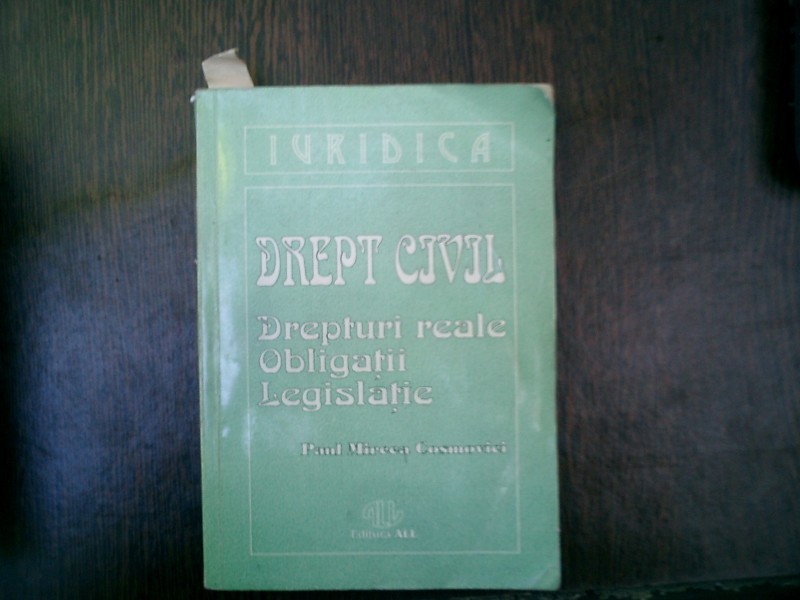 IURIDICA
DREPT CIVIL
Drepturi reale
Obligații
Legislație
Paul Mircea Cosmovici
Editura ALL